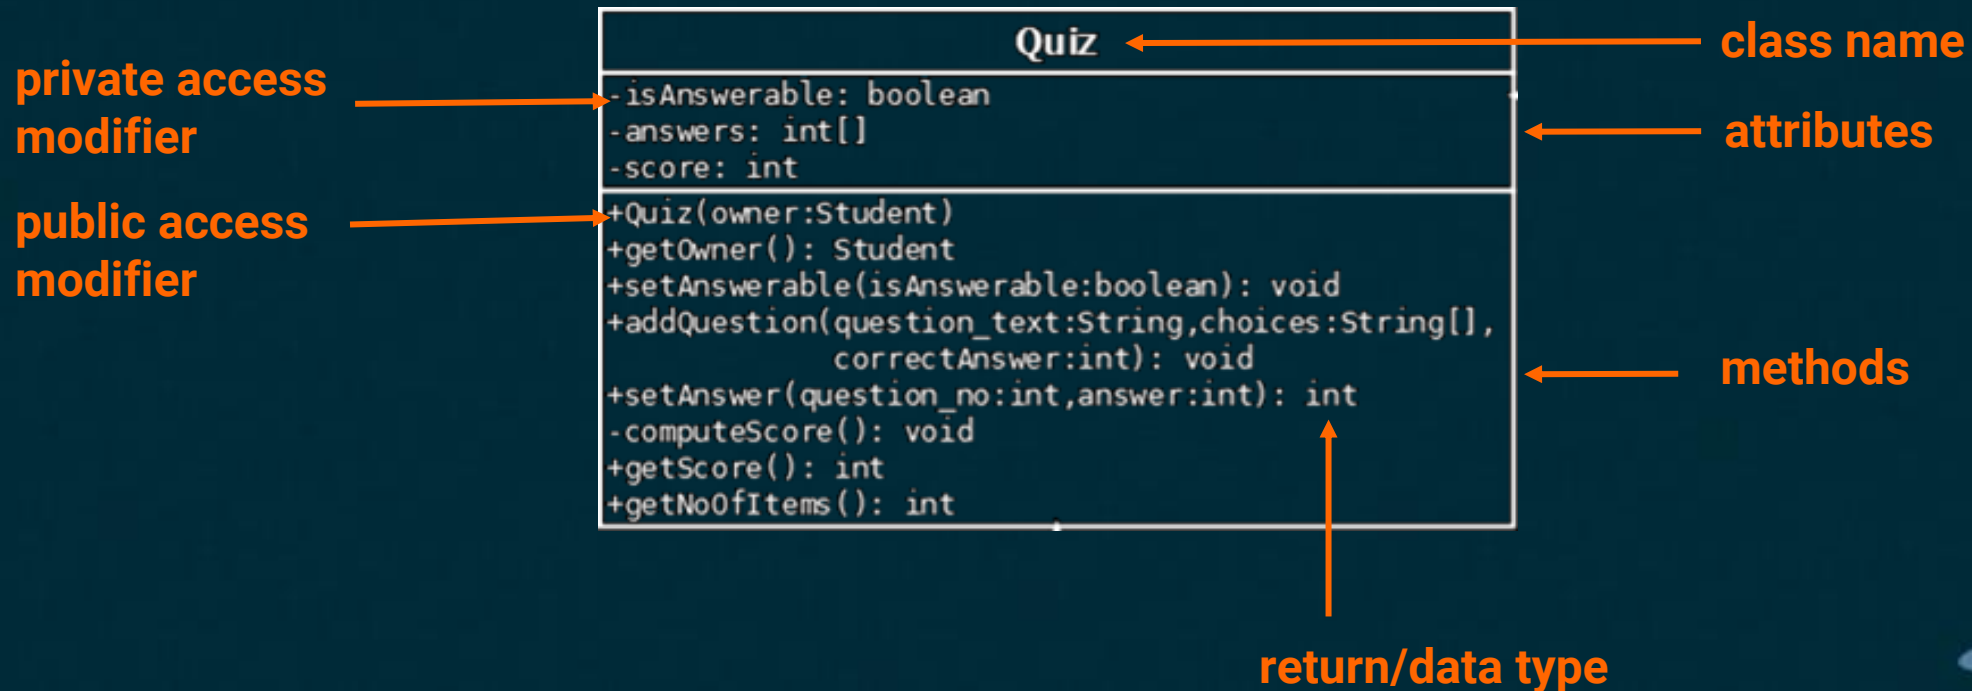 Quiz
class name
private access
modifier
-isAnswerable: boolean
-answers: int[]
-score: int
attributes
public access
modifier
+Quiz(owner:Student)
+getOwner(): Student
+setAnswerable(isAnswerable:boolean): void
+addQuestion(question_text:String,choices:String[],
correctAnswer:int): void
+setAnswer(question_no:int,answer:int): int
-computeScore(): void
+getScore(): int
+getNoOfItems(): int
methods
return/data type